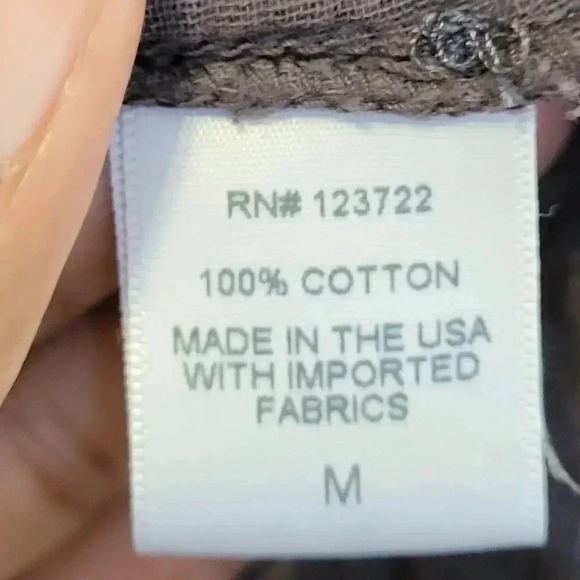 RN# 123722
100% COTTON
MADE IN THE USA
WITH IMPORTED
FABRICS
M